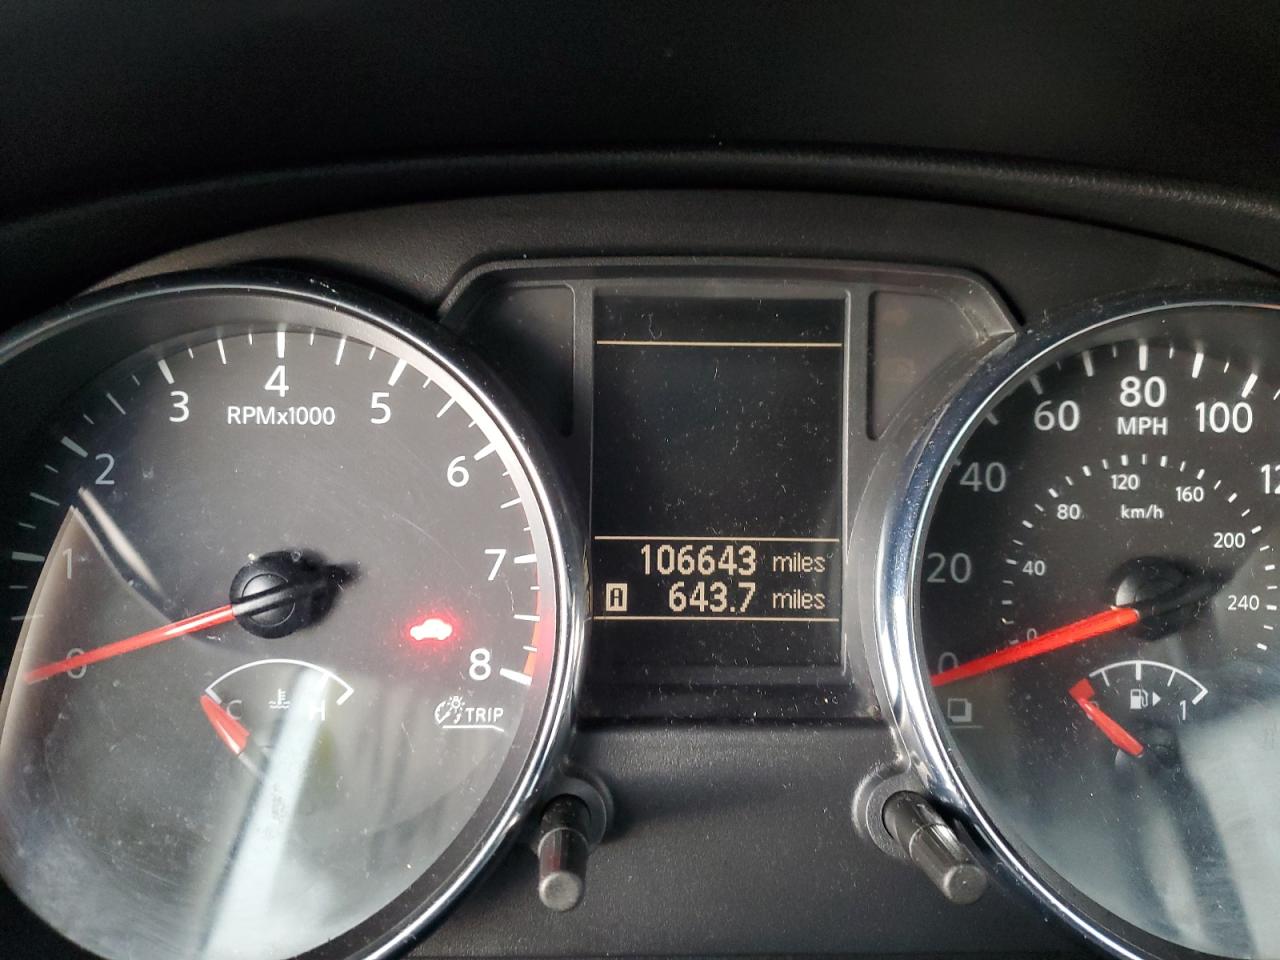 0 1 2 3 4 5 6 7 8
RPMx1000
C H
TRIP
106643 miles
A 643.7 miles
0 20 40 60 80 100
MPH
0 40 80 120 160 200 240
km/h
1